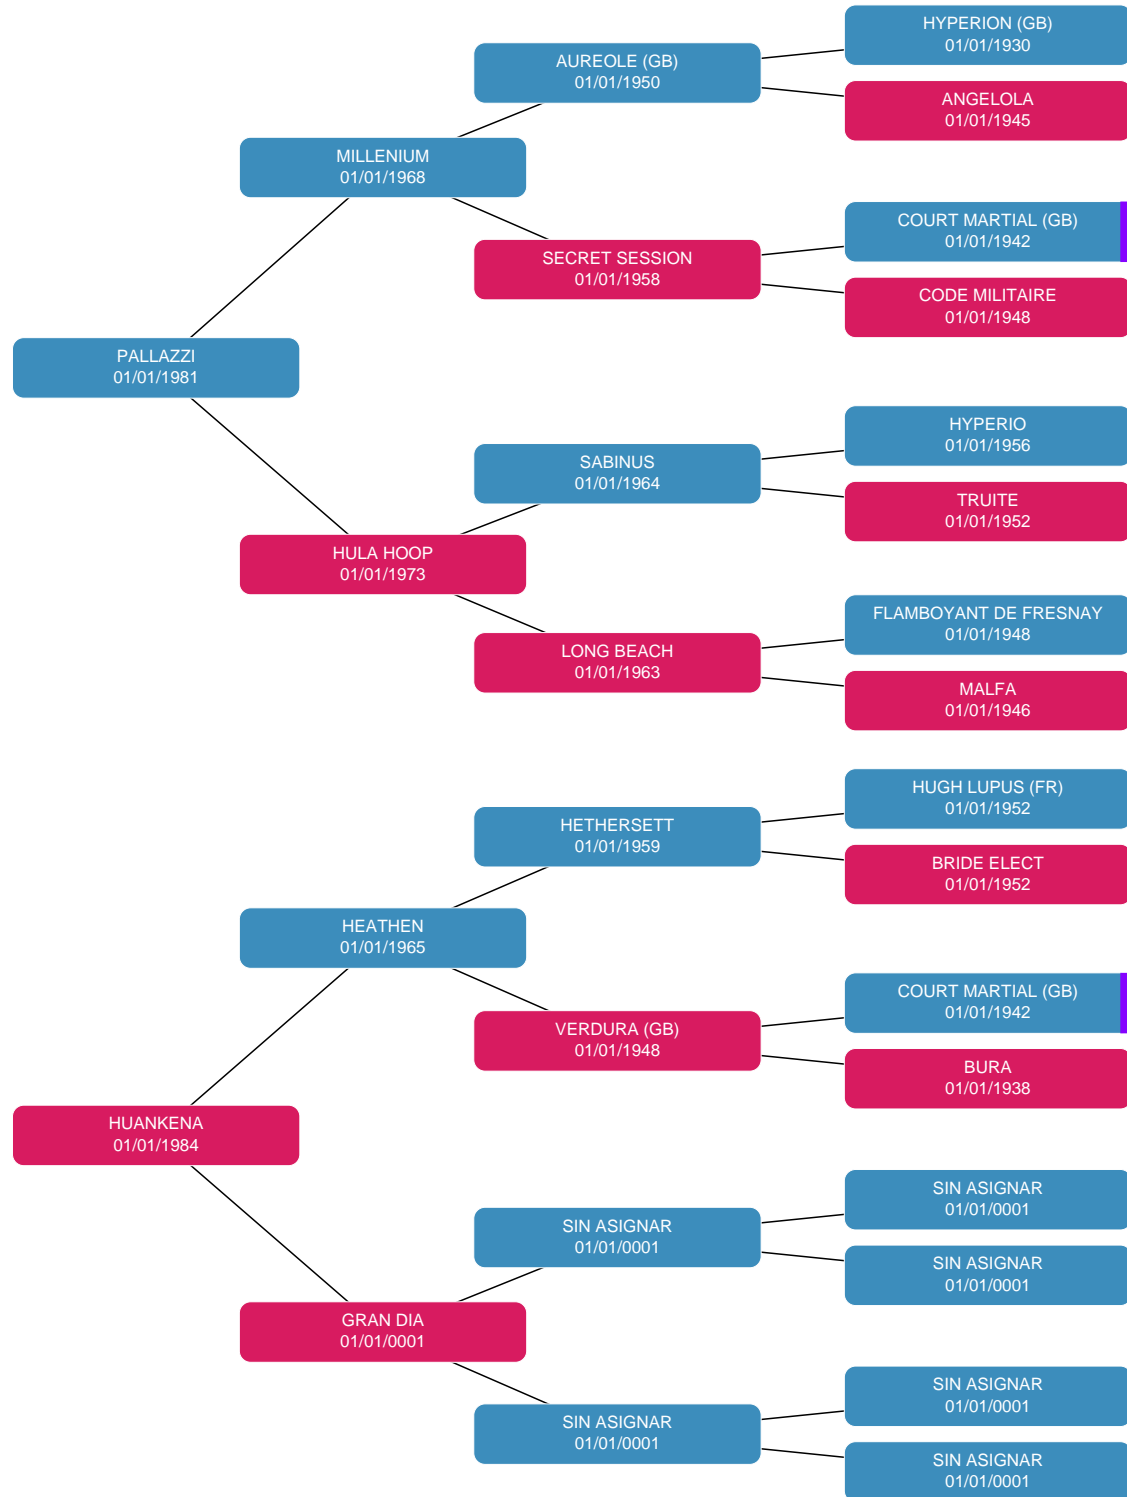 HYPERION (GB)
01/01/1930
AUREOLE (GB)
01/01/1950
ANGELOLA
01/01/1945
MILLENIUM
01/01/1968
COURT MARTIAL (GB)
01/01/1942
SECRET SESSION
01/01/1958
CODE MILITAIRE
01/01/1948
PALLAZZI
01/01/1981
HYPERIO
01/01/1956
SABINUS
01/01/1964
TRUITE
01/01/1952
HULA HOOP
01/01/1973
FLAMBOYANT DE FRESNAY
01/01/1948
LONG BEACH
01/01/1963
MALFA
01/01/1946
HUGH LUPUS (FR)
01/01/1952
HETHERSETT
01/01/1959
BRIDE ELECT
01/01/1952
HEATHEN
01/01/1965
COURT MARTIAL (GB)
01/01/1942
VERDURA (GB)
01/01/1948
BURA
01/01/1938
HUANKENA
01/01/1984
SIN ASIGNAR
01/01/0001
SIN ASIGNAR
01/01/0001
SIN ASIGNAR
01/01/0001
GRAN DIA
01/01/0001
SIN ASIGNAR
01/01/0001
SIN ASIGNAR
01/01/0001
SIN ASIGNAR
01/01/0001